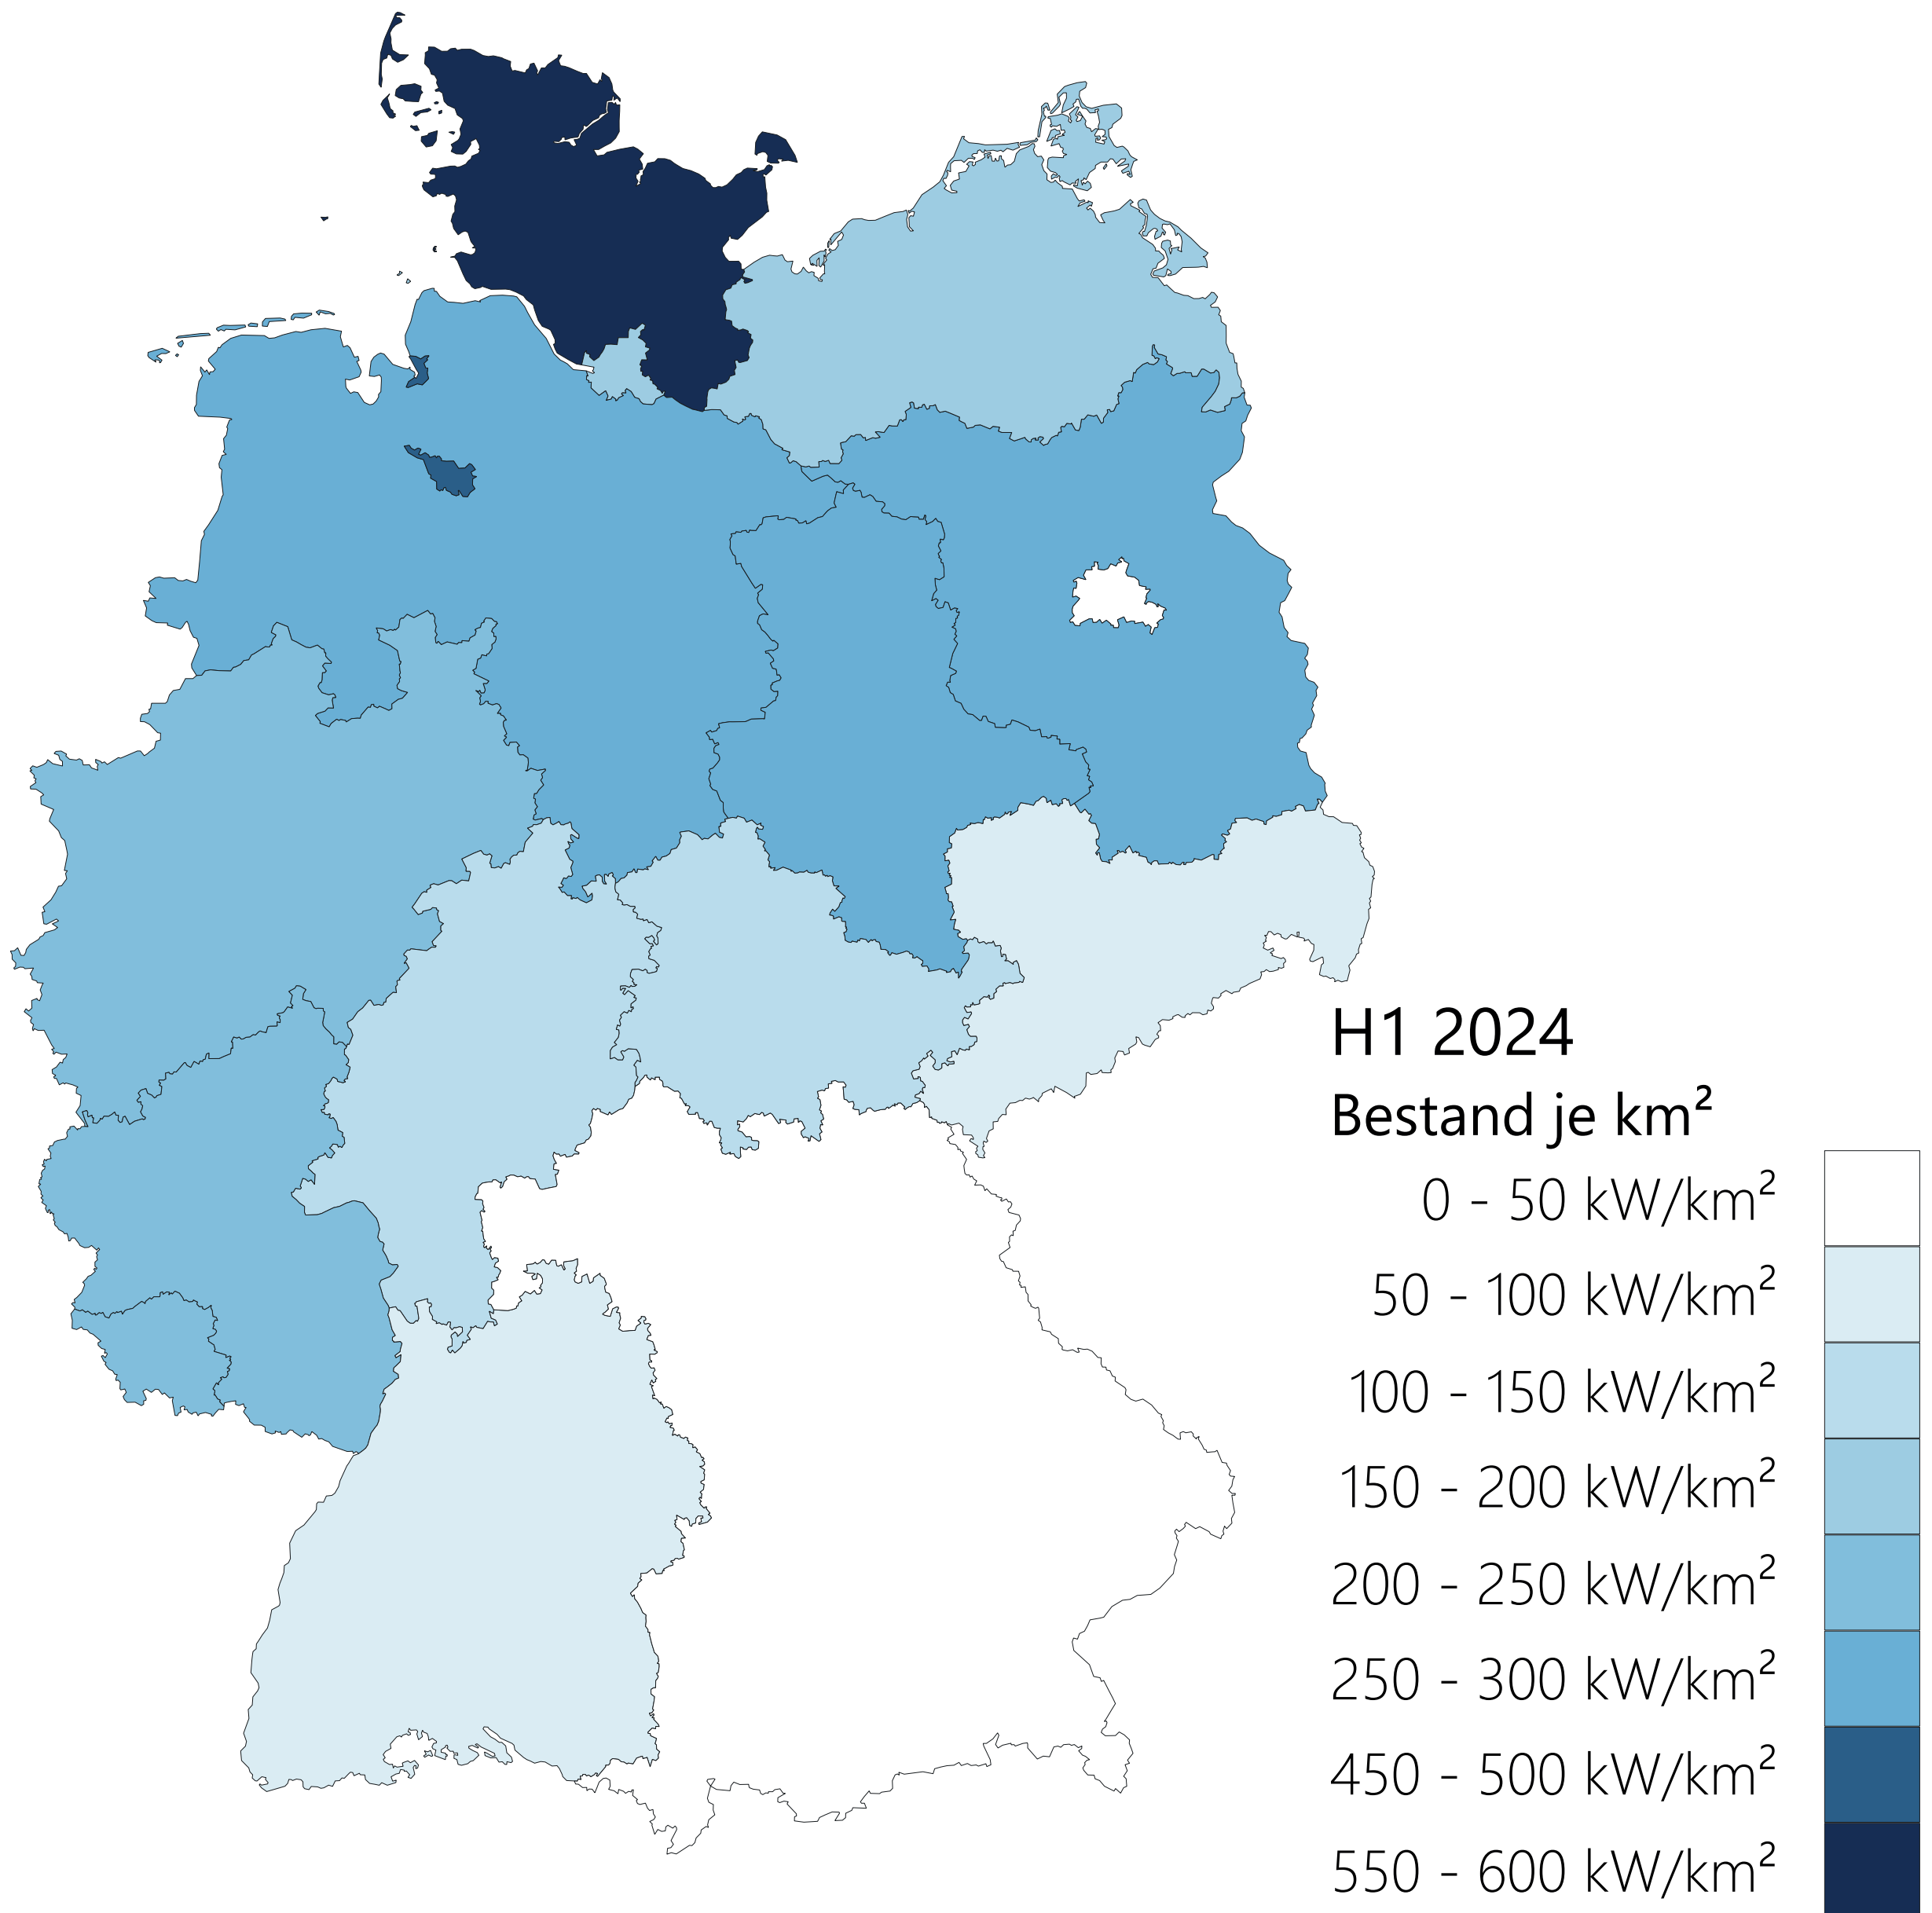 H1 2024
Bestand je km²
0 - 50 kW/km²
50 - 100 kW/km²
100 - 150 kW/km²
150 - 200 kW/km²
200 - 250 kW/km²
250 - 300 kW/km²
450 - 500 kW/km²
550 - 600 kW/km²